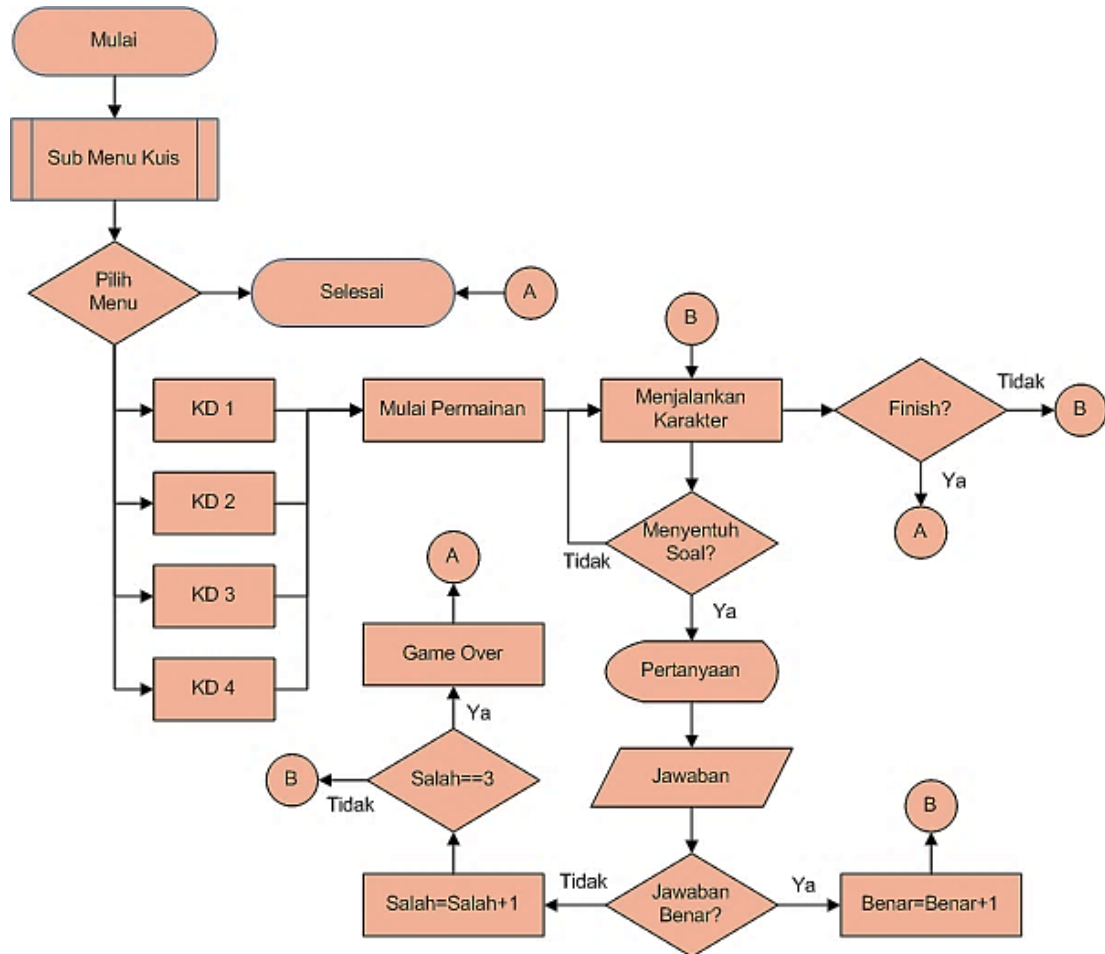 Mulai
Sub Menu Kuis
Pilih
Menu
Selesai
A
B
KD 1
Mulai Permainan
Menjalankan
Karakter
Finish?
Tidak
B
Ya
A
KD 2
Menyentuh
Soal?
Tidak
Ya
A
KD 3
Game Over
Pertanyaan
KD 4
Ya
B
Salah==3
Tidak
Jawaban
B
Salah=Salah+1
Tidak
Jawaban
Benar?
Ya
Benar=Benar+1